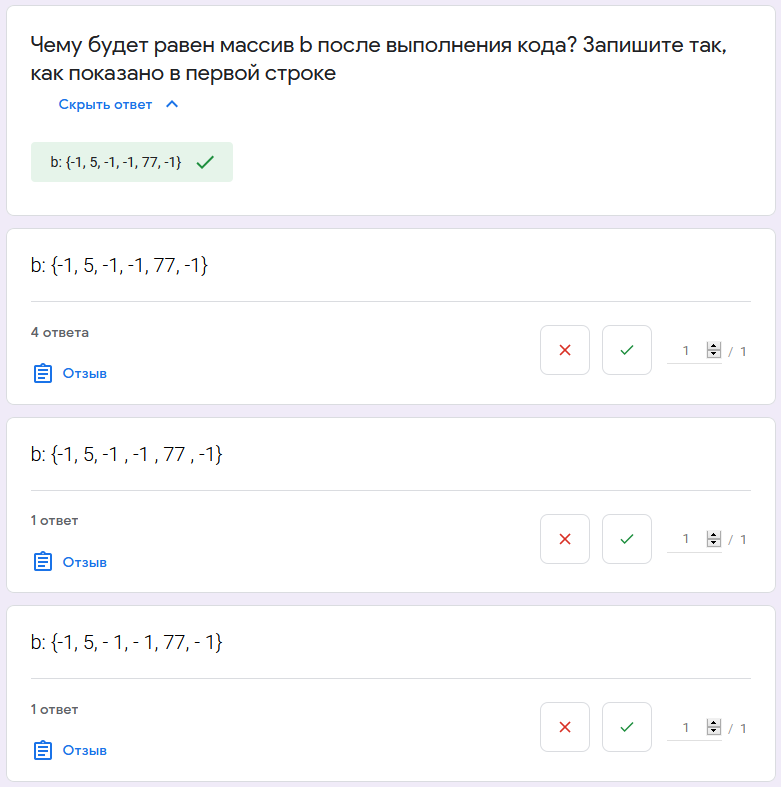 Чему будет равен массив b после выполнения кода? Запишите так,
как показано в первой строке
Скрыть ответ
b: {-1, 5, -1, -1, 77, -1}
b: {-1, 5, -1, -1, 77, -1}
4 ответа
1 / 1
Отзыв
b: {-1, 5, -1 , -1 , 77 , -1}
1 ответ
1 / 1
Отзыв
b: {-1, 5, - 1, - 1, 77, - 1}
1 ответ
1 / 1
Отзыв